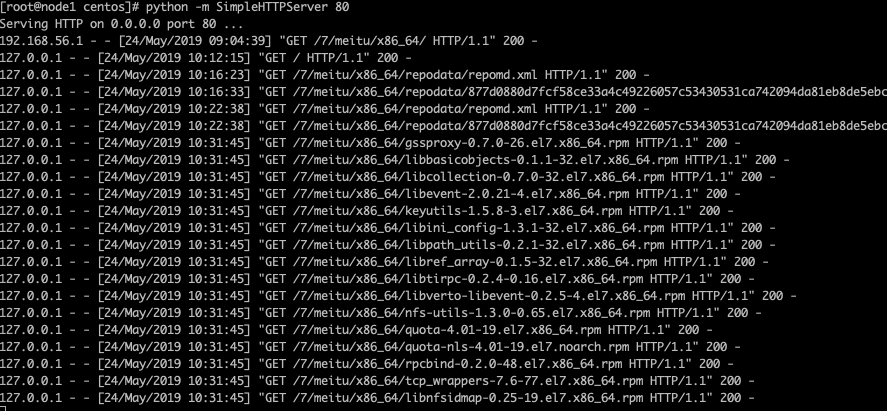 [root@node1 centos]# python -m SimpleHTTPServer 80
Serving HTTP on 0.0.0.0 port 80 ...
192.168.56.1 - - [24/May/2019 09:04:39] "GET /7/meitu/x86_64/ HTTP/1.1" 200 -
127.0.0.1 - - [24/May/2019 10:12:15] "GET / HTTP/1.1" 200 -
127.0.0.1 - - [24/May/2019 10:16:23] "GET /7/meitu/x86_64/repodata/repomd.xml HTTP/1.1" 200 -
127.0.0.1 - - [24/May/2019 10:16:33] "GET /7/meitu/x86_64/repodata/877d0880d7fcf58ce33a4c49226057c53430531ca742094da81eb8de5ebc
127.0.0.1 - - [24/May/2019 10:22:38] "GET /7/meitu/x86_64/repodata/repomd.xml HTTP/1.1" 200 -
127.0.0.1 - - [24/May/2019 10:22:38] "GET /7/meitu/x86_64/repodata/877d0880d7fcf58ce33a4c49226057c53430531ca742094da81eb8de5ebc
127.0.0.1 - - [24/May/2019 10:31:45] "GET /7/meitu/x86_64/gssproxy-0.7.0-26.el7.x86_64.rpm HTTP/1.1" 200 -
127.0.0.1 - - [24/May/2019 10:31:45] "GET /7/meitu/x86_64/libbasicobjects-0.1.1-32.el7.x86_64.rpm HTTP/1.1" 200 -
127.0.0.1 - - [24/May/2019 10:31:45] "GET /7/meitu/x86_64/libcollection-0.7.0-32.el7.x86_64.rpm HTTP/1.1" 200 -
127.0.0.1 - - [24/May/2019 10:31:45] "GET /7/meitu/x86_64/libevent-2.0.21-4.el7.x86_64.rpm HTTP/1.1" 200 -
127.0.0.1 - - [24/May/2019 10:31:45] "GET /7/meitu/x86_64/keyutils-1.5.8-3.el7.x86_64.rpm HTTP/1.1" 200 -
127.0.0.1 - - [24/May/2019 10:31:45] "GET /7/meitu/x86_64/libini_config-1.3.1-32.el7.x86_64.rpm HTTP/1.1" 200 -
127.0.0.1 - - [24/May/2019 10:31:45] "GET /7/meitu/x86_64/libpath_utils-0.2.1-32.el7.x86_64.rpm HTTP/1.1" 200 -
127.0.0.1 - - [24/May/2019 10:31:45] "GET /7/meitu/x86_64/libref_array-0.1.5-32.el7.x86_64.rpm HTTP/1.1" 200 -
127.0.0.1 - - [24/May/2019 10:31:45] "GET /7/meitu/x86_64/libtirpc-0.2.4-0.16.el7.x86_64.rpm HTTP/1.1" 200 -
127.0.0.1 - - [24/May/2019 10:31:45] "GET /7/meitu/x86_64/libverto-libevent-0.2.5-4.el7.x86_64.rpm HTTP/1.1" 200 -
127.0.0.1 - - [24/May/2019 10:31:45] "GET /7/meitu/x86_64/nfs-utils-1.3.0-0.65.el7.x86_64.rpm HTTP/1.1" 200 -
127.0.0.1 - - [24/May/2019 10:31:45] "GET /7/meitu/x86_64/quota-4.01-19.el7.x86_64.rpm HTTP/1.1" 200 -
127.0.0.1 - - [24/May/2019 10:31:45] "GET /7/meitu/x86_64/quota-nls-4.01-19.el7.noarch.rpm HTTP/1.1" 200 -
127.0.0.1 - - [24/May/2019 10:31:45] "GET /7/meitu/x86_64/rpcbind-0.2.0-48.el7.x86_64.rpm HTTP/1.1" 200 -
127.0.0.1 - - [24/May/2019 10:31:45] "GET /7/meitu/x86_64/tcp_wrappers-7.6-77.el7.x86_64.rpm HTTP/1.1" 200 -
127.0.0.1 - - [24/May/2019 10:31:45] "GET /7/meitu/x86_64/libnfsidmap-0.25-19.el7.x86_64.rpm HTTP/1.1" 200 -